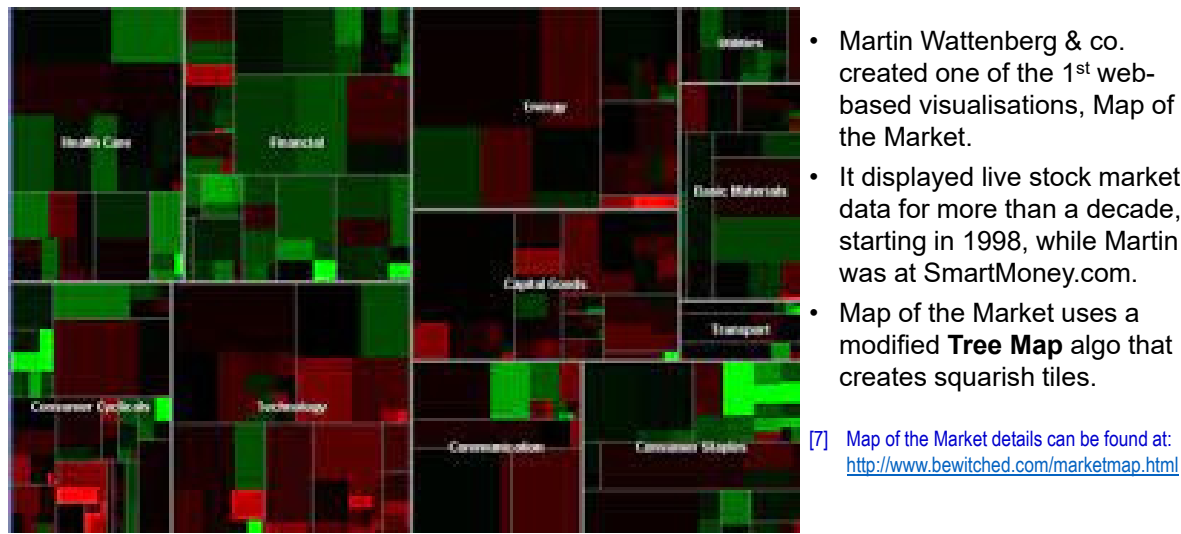 Health Care
Financial
Energy
Utilities
Basic Materials
Capital Goods
Transport
Consumer Cyclicals
Technology
Communication
Consumer Staples
• Martin Wattenberg & co.
created one of the 1st web-
based visualisations, Map of
the Market.
• It displayed live stock market
data for more than a decade,
starting in 1998, while Martin
was at SmartMoney.com.
• Map of the Market uses a
modified Tree Map algo that
creates squarish tiles.
[7] Map of the Market details can be found at:
http://www.bewitched.com/marketmap.html